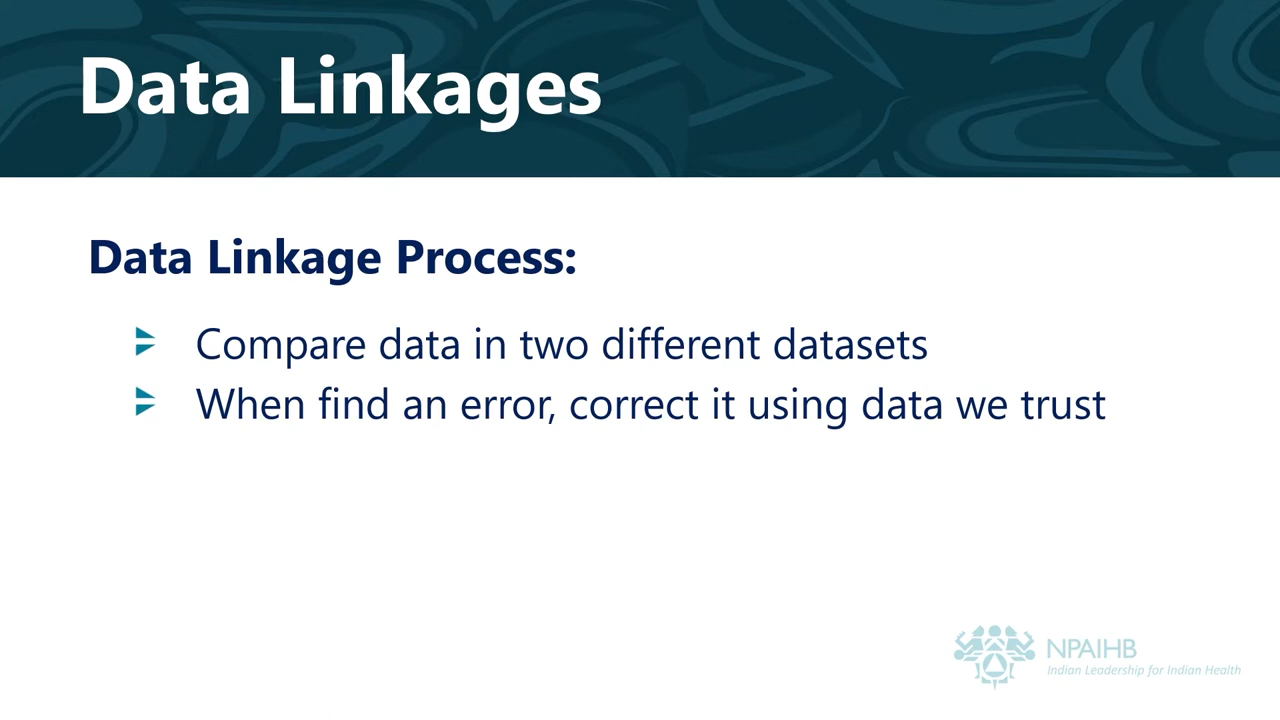 Data Linkages
Data Linkage Process:
Compare data in two different datasets
When find an error, correct it using data we trust
NPAIHB
Indian Leadership for Indian Health